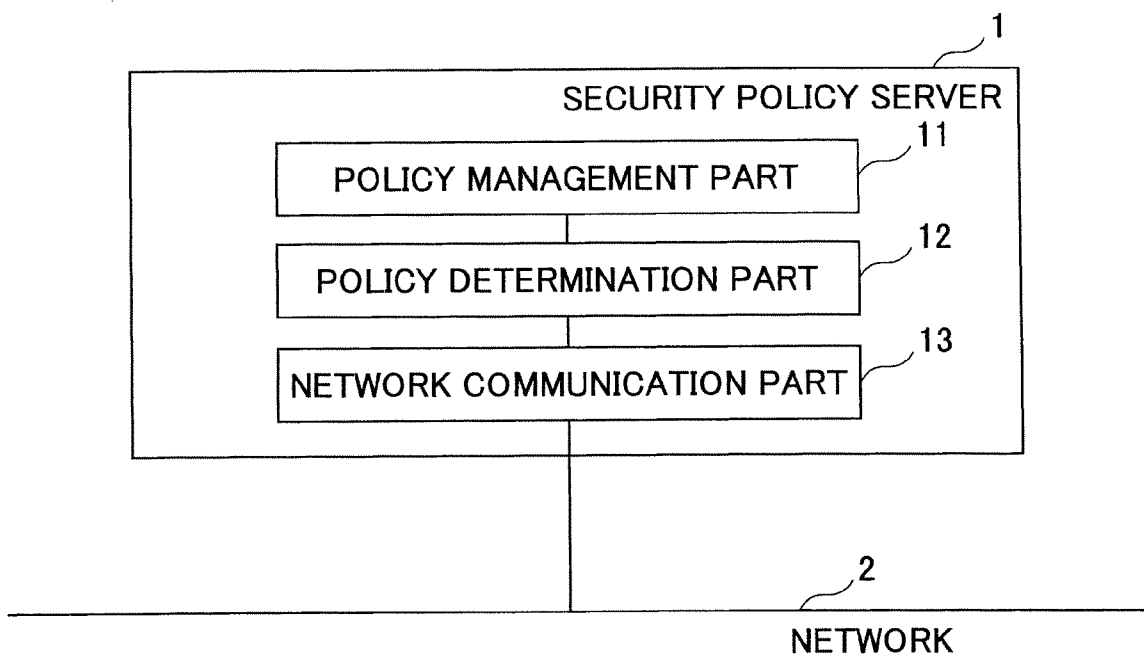 1
SECURITY POLICY SERVER
11
POLICY MANAGEMENT PART
12
POLICY DETERMINATION PART
13
NETWORK COMMUNICATION PART
2
NETWORK